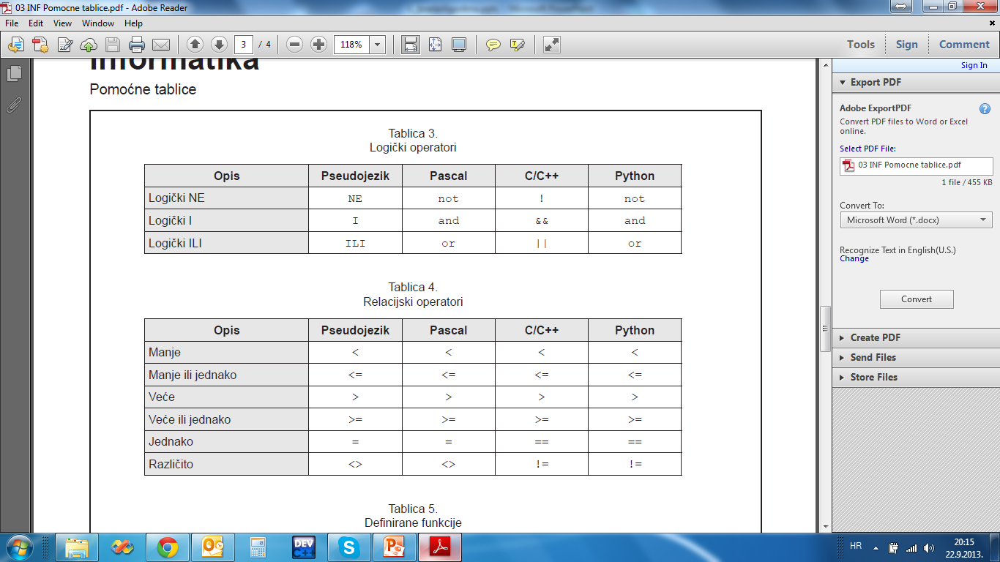 03 INF Pomocne tablice.pdf - Adobe Reader
File Edit View Window Help
3 / 4 118% Tools Sign Comment
Informatika
Pomoćne tablice
Tablica 3.
Logički operatori
Opis Pseudojezik Pascal C/C++ Python
Logički NE NE not ! not
Logički I I and && and
Logički ILI ILI or || or
Tablica 4.
Relacijski operatori
Opis Pseudojezik Pascal C/C++ Python
Manje < < < <
Manje ili jednako <= <= <= <=
Veće > > > >
Veće ili jednako >= >= >= >=
Jednako = = == ==
Različito <> <> != !=
Tablica 5.
Definirane funkcije
Sign In
Export PDF
Adobe ExportPDF
Convert PDF files to Word or Excel
online.
Select PDF File:
03 INF Pomocne tablice.pdf
1 file / 455 KB
Convert To:
Microsoft Word (*.docx)
Recognize Text in English(U.S.)
Change
Convert
Create PDF
Send Files
Store Files
DEV
C++
HR
20:15
22.9.2013.